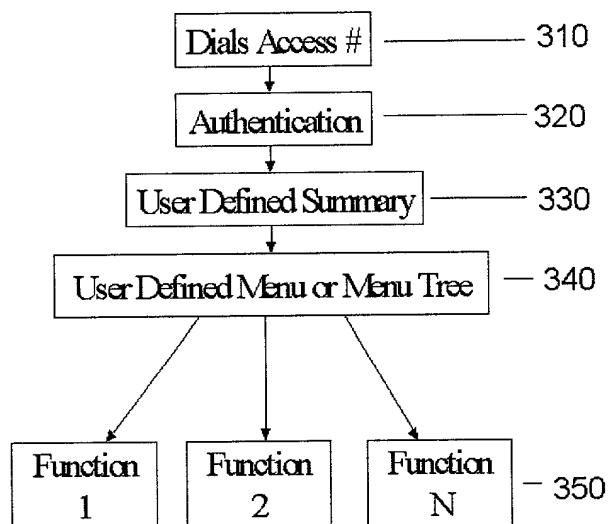 Dials Access #
310
Authentication
320
User Defined Summary
330
User Defined Menu or Menu Tree
340
Function
1
Function
2
Function
N
350